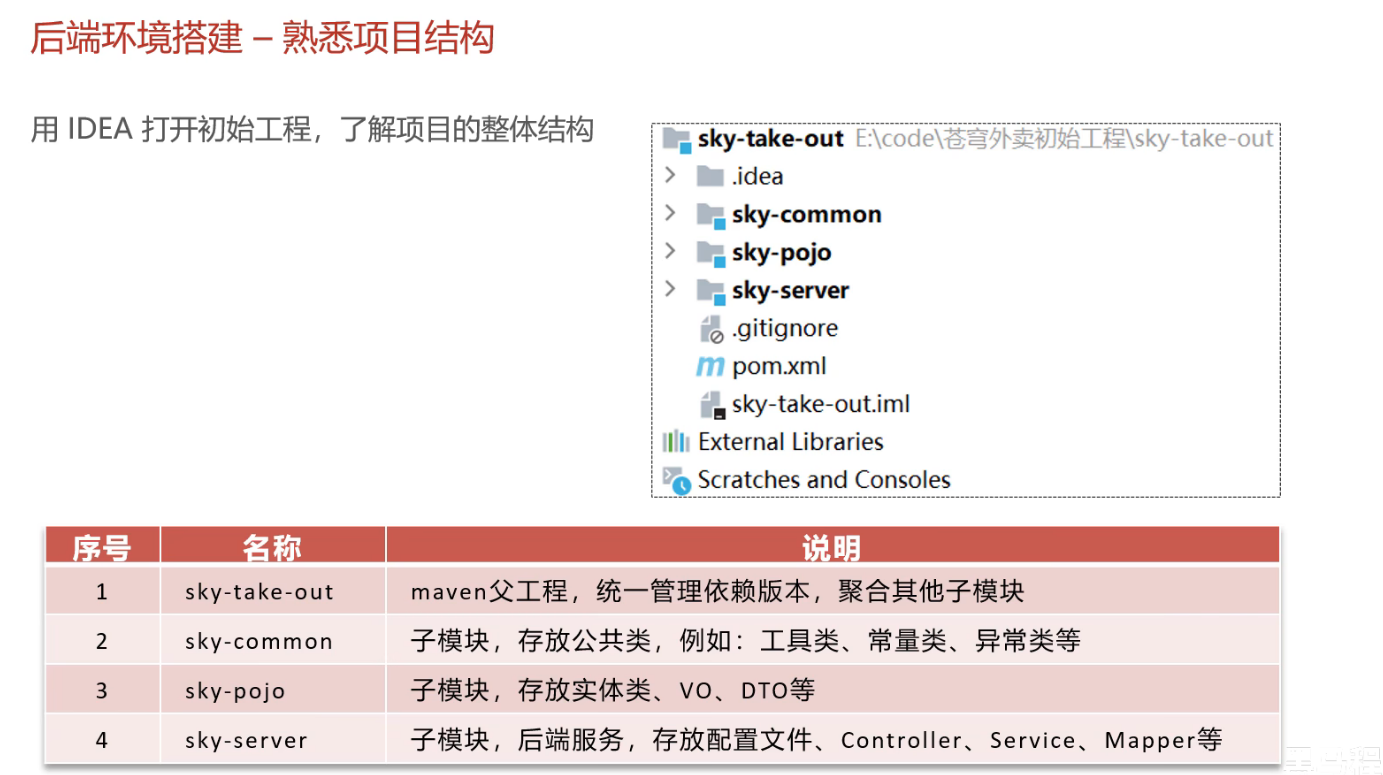 后端环境搭建 – 熟悉项目结构
用 IDEA 打开初始工程，了解项目的整体结构
sky-take-out E:\code\苍穹外卖初始工程\sky-take-out
.idea
sky-common
sky-pojo
sky-server
.gitignore
pom.xml
sky-take-out.iml
External Libraries
Scratches and Consoles
序号 名称 说明
1 sky-take-out maven父工程，统一管理依赖版本，聚合其他子模块
2 sky-common 子模块，存放公共类，例如：工具类、常量类、异常类等
3 sky-pojo 子模块，存放实体类、VO、DTO等
4 sky-server 子模块，后端服务，存放配置文件、Controller、Service、Mapper等